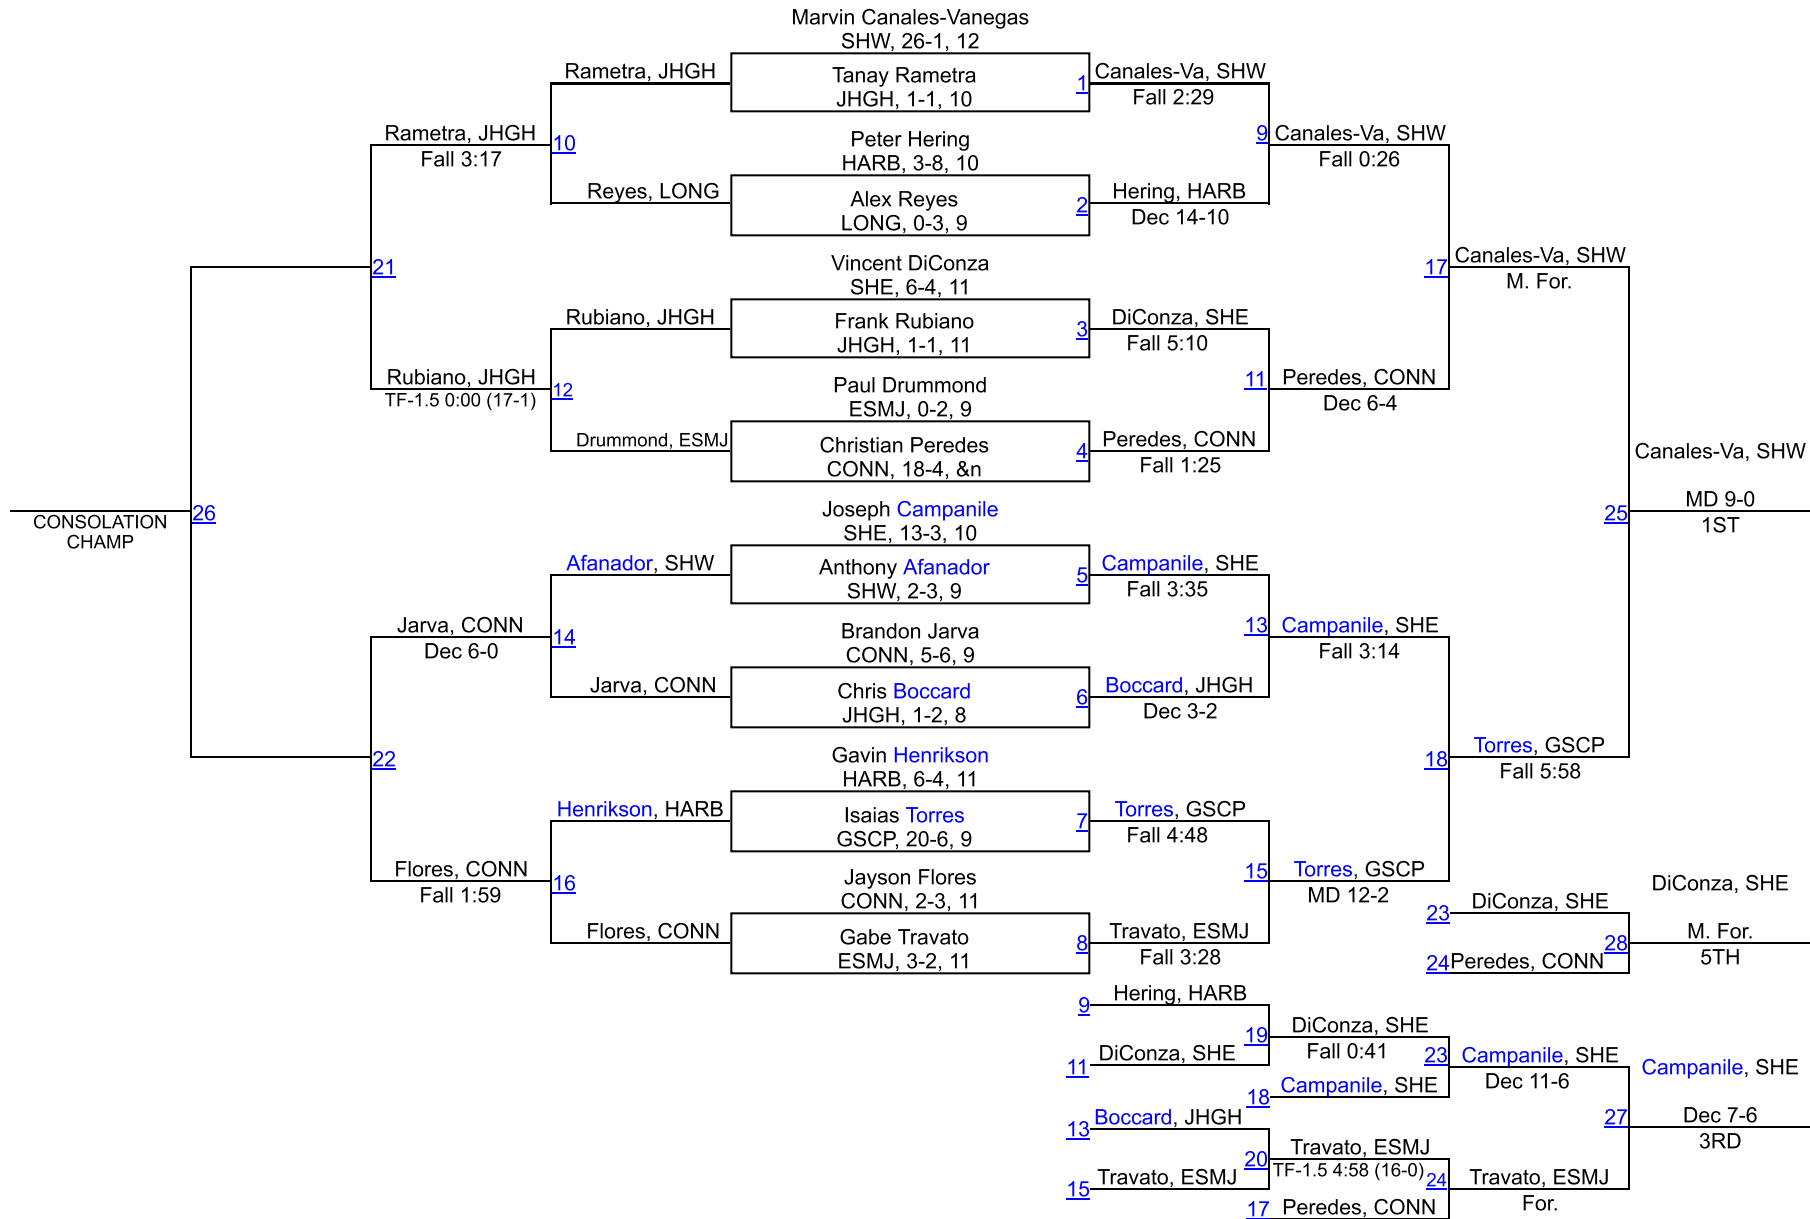 Marvin Canales-Vanegas
SHW, 26-1, 12
Rametra, JHGH
Tanay Rametra
JHGH, 1-1, 10
1
Canales-Va, SHW
Fall 2:29
Rametra, JHGH
Fall 3:17
10
Peter Hering
HARB, 3-8, 10
9
Canales-Va, SHW
Fall 0:26
Reyes, LONG
Alex Reyes
LONG, 0-3, 9
2
Hering, HARB
Dec 14-10
21
Vincent DiConza
SHE, 6-4, 11
17
Canales-Va, SHW
M. For.
Rubiano, JHGH
Frank Rubiano
JHGH, 1-1, 11
3
DiConza, SHE
Fall 5:10
Rubiano, JHGH
TF-1.5 0:00 (17-1)
12
Paul Drummond
ESMJ, 0-2, 9
11
Peredes, CONN
Dec 6-4
Drummond, ESMJ
Christian Peredes
CONN, 18-4, &n
4
Peredes, CONN
Fall 1:25
Canales-Va, SHW
CONSOLATION
CHAMP
26
Joseph Campanile
SHE, 13-3, 10
25
MD 9-0
1ST
Afanador, SHW
Anthony Afanador
SHW, 2-3, 9
5
Campanile, SHE
Fall 3:35
Jarva, CONN
Dec 6-0
14
Brandon Jarva
CONN, 5-6, 9
13
Campanile, SHE
Fall 3:14
Jarva, CONN
Chris Boccard
JHGH, 1-2, 8
6
Boccard, JHGH
Dec 3-2
22
Gavin Henrikson
HARB, 6-4, 11
18
Torres, GSCP
Fall 5:58
Henrikson, HARB
Isaias Torres
GSCP, 20-6, 9
7
Torres, GSCP
Fall 4:48
Flores, CONN
Fall 1:59
16
Jayson Flores
CONN, 2-3, 11
15
Torres, GSCP
MD 12-2
DiConza, SHE
23
DiConza, SHE
Flores, CONN
Gabe Travato
ESMJ, 3-2, 11
8
Travato, ESMJ
Fall 3:28
28
M. For.
5TH
24
Peredes, CONN
9
Hering, HARB
19
DiConza, SHE
Fall 0:41
11
DiConza, SHE
23
Campanile, SHE
Dec 11-6
Campanile, SHE
18
Campanile, SHE
13
Boccard, JHGH
27
Dec 7-6
3RD
20
Travato, ESMJ
TF-1.5 4:58 (16-0)
15
Travato, ESMJ
24
Travato, ESMJ
For.
17
Peredes, CONN